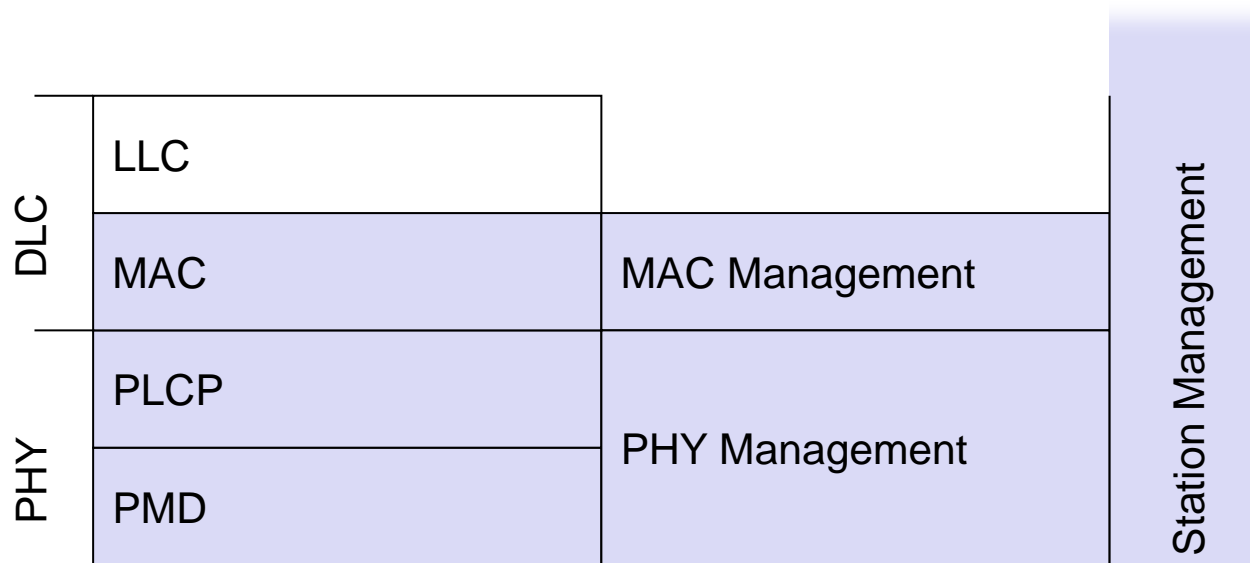 DLC
LLC
MAC
MAC Management
PHY
PLCP
PMD
PHY Management
Station Management